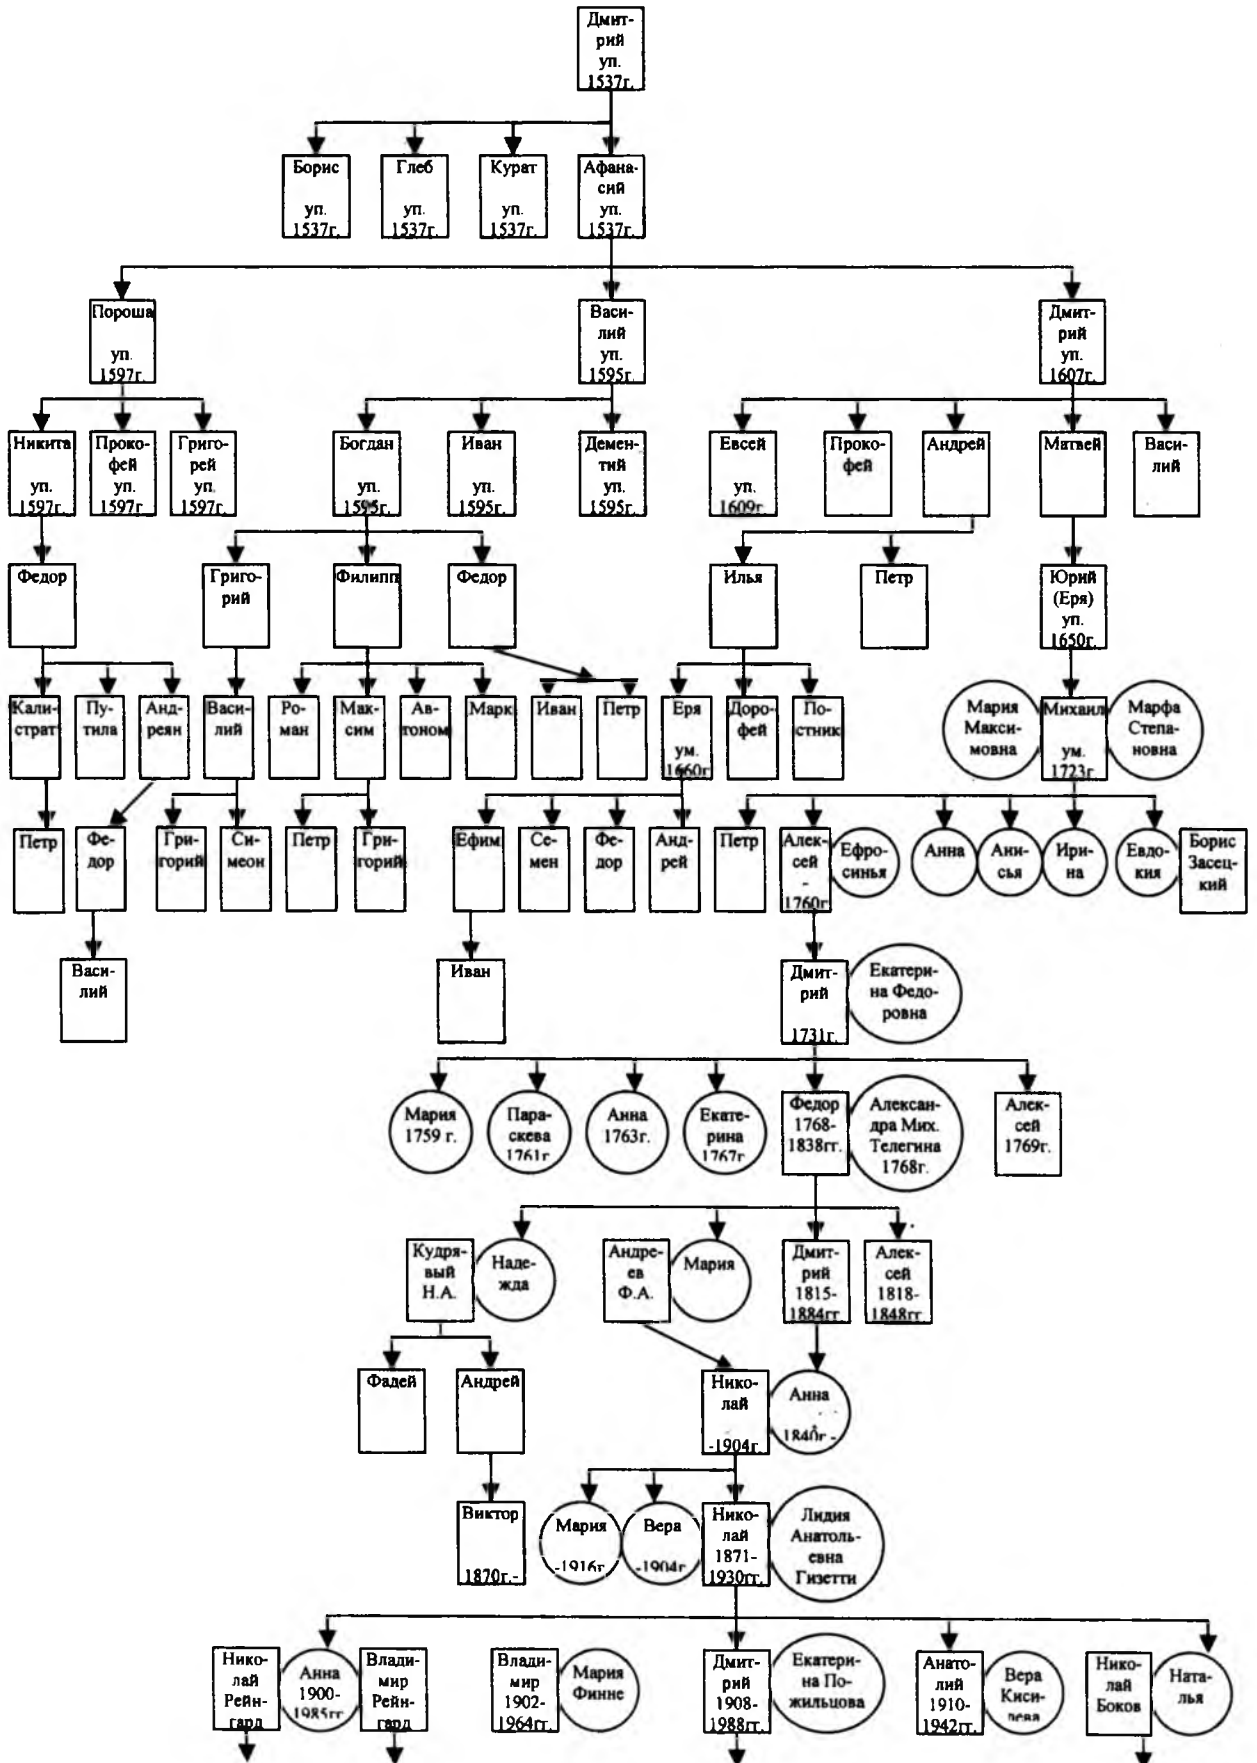 Дмит-
рий
уп.
1537г.
Борис
уп.
1537г.
Глеб
уп.
1537г.
Курат
уп.
1537г.
Афана-
сий
уп.
1537г.
Пороша
уп.
1597г.
Васи-
лий
уп.
1595г.
Дмит-
рий
уп.
1607г.
Никита
уп.
1597г.
Проко-
фей
уп.
1597г
Григо-
рей
уп.
1597г.
Богдан
уп.
1595г.
Иван
уп.
1595г.
Демен-
тий
уп.
1595г.
Евсей
уп.
1609г
Проко-
фей
Андрей
Матвей
Васи-
лий
Федор
Григо-
рий
Филипп
Федор
Илья
Петр
Юрий
(Еря)
уп.
1650г.
Кали-
страт
Пу-
тила
Анд-
реян
Васи-
лий
Ро-
ман
Мак-
сим
Ав-
тоном
Марк
Иван
Петр
Еря
ум.
1660г
Доро-
фей
По-
стник
Мария
Макси-
мовна
Михаил
ум.
1723г
Марфа
Степа-
новна
Петр
Фе-
дор
Гри-
горий
Си-
меон
Петр
Гри-
горий
Ефим
Се-
мен
Фе-
дор
Анд-
рей
Петр
Алек-
сей
-
1760г
Ефро-
синья
Анна
Ани-
сья
Ири-
на
Евдо-
кия
Борис
Засец-
кий
Васи-
лий
Иван
Дмит-
рий
1731г.
Екатери-
на Федо-
ровна
Мария
1759 г.
Пара-
скева
1761г
Анна
1763г.
Екате-
рина
1767г
Федор
1768-
1838гг.
Алексан-
дра Мих.
Телегина
1768г.
Алек-
сей
1769г.
Кудря-
вый
Н.А.
Наде-
жда
Андре-
ев
Ф.А.
Мария
Дмит-
рий
1815-
1884гг
Алек-
сей
1818-
1848гг
Фадей
Андрей
Нико-
лай
-1904г.
Анна
1840г -
Виктор
1870г.-
Мария
-1916г
Вера
-1904г
Нико-
лай
1871-
1930гг.
Лидия
Анатоль-
евна
Гизетти
Нико-
лай
Рейн-
гард
Анна
1900-
1985гг
Влади-
мир
Рейн-
гард
Влади-
мир
1902-
1964гг.
Мария
Финне
Дмит-
рий
1908-
1988гг.
Екатери-
на По-
жильцова
Анато-
лий
1910-
1942гг.
Вера
Киси-
лева
Ни-
колай
Боков
Ната-
лья